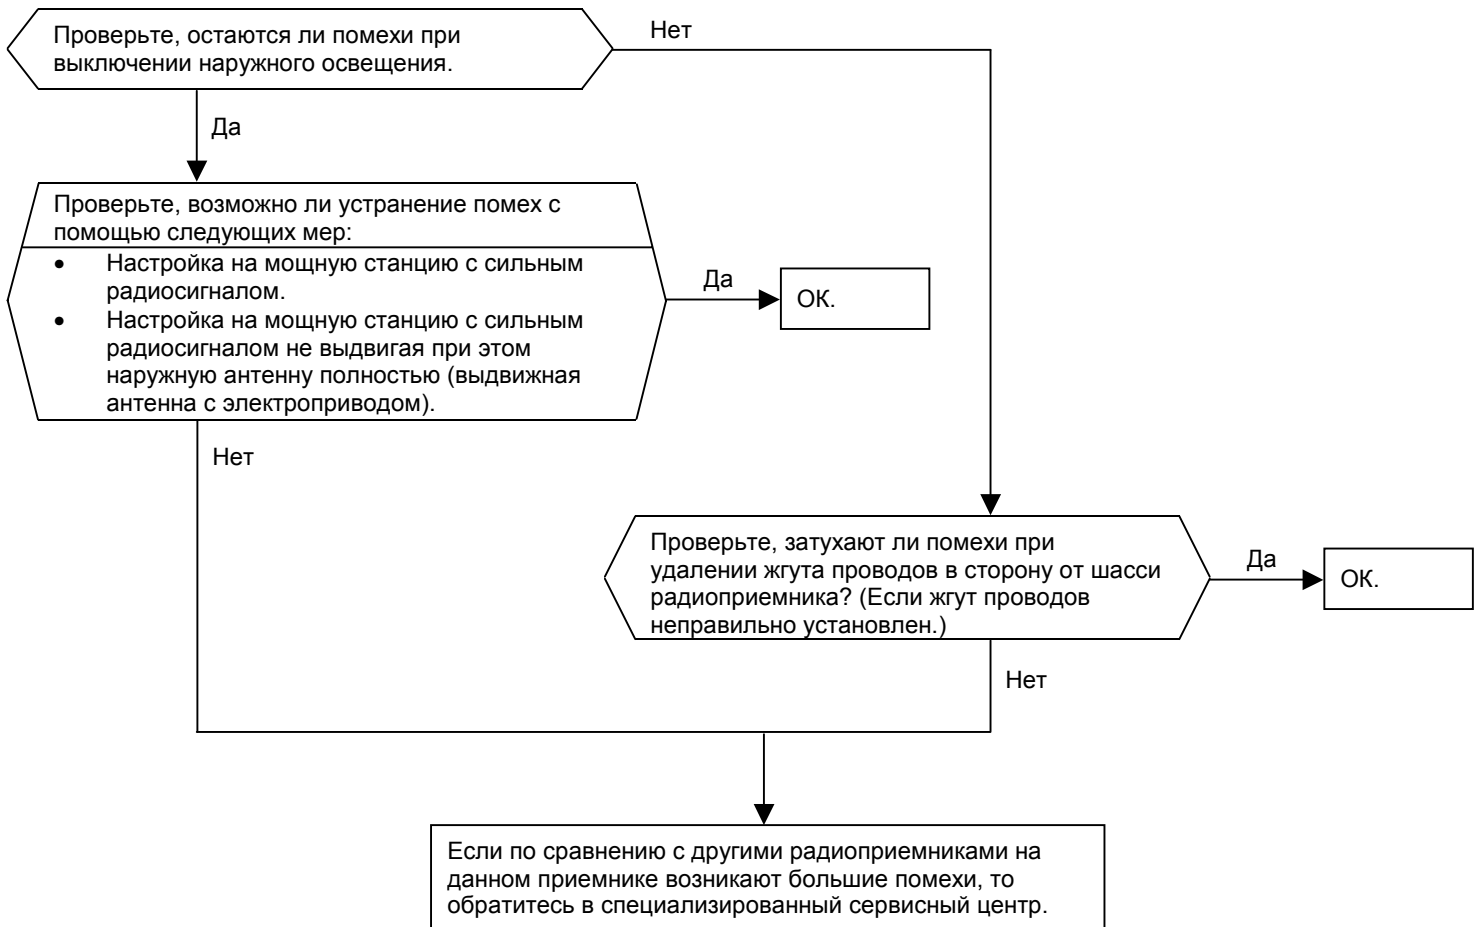 Проверьте, остаются ли помехи при
выключении наружного освещения.
Нет
Да
Проверьте, возможно ли устранение помех с
помощью следующих мер:
• Настройка на мощную станцию с сильным
радиосигналом.
• Настройка на мощную станцию с сильным
радиосигналом не выдвигая при этом
наружную антенну полностью (выдвижная
антенна с электроприводом).
Да
ОК.
Нет
Проверьте, затухают ли помехи при
удалении жгута проводов в сторону от шасси
радиоприемника? (Если жгут проводов
неправильно установлен.)
Да
ОК.
Нет
Если по сравнению с другими радиоприемниками на
данном приемнике возникают большие помехи, то
обратитесь в специализированный сервисный центр.